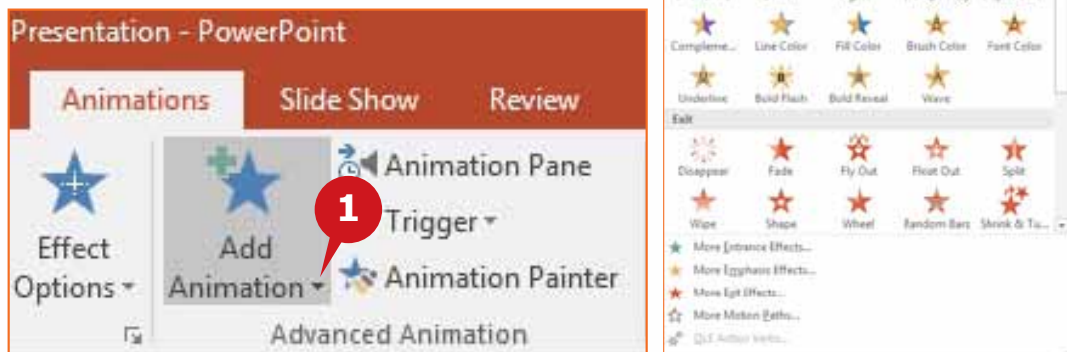 Presentation - PowerPoint
Animations Slide Show Review
Effect Options
Add Animation
1
Animation Pane
Trigger
Animation Painter
Advanced Animation
Compleme... Line Color Fill Color Brush Color Font Color
Underline Bold Flash Bold Reveal Wave
Exit
Disappear Fade Fly Out Float Out Split
Wipe Shape Wheel Random Bars Shrink & Tu...
More Entrance Effects...
More Emphasis Effects...
More Exit Effects...
More Motion Paths...
OLE Action Verbs...